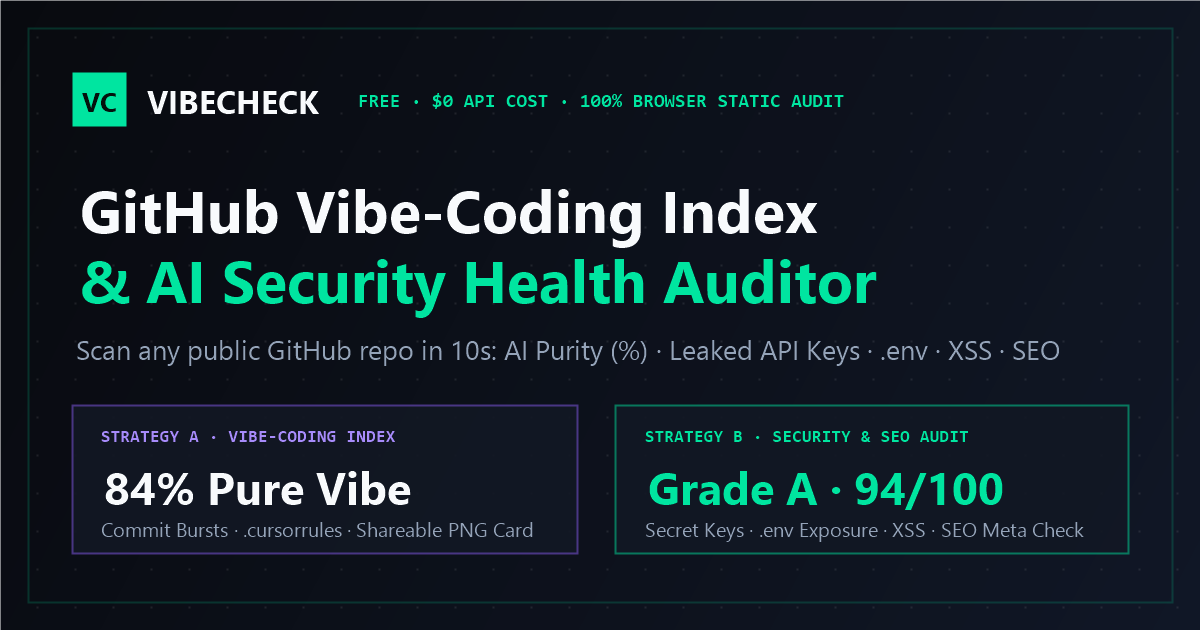 VC VIBECHECK FREE · $0 API COST · 100% BROWSER STATIC AUDIT
GitHub Vibe-Coding Index
& AI Security Health Auditor
Scan any public GitHub repo in 10s: AI Purity (%) · Leaked API Keys · .env · XSS · SEO
STRATEGY A · VIBE-CODING INDEX
84% Pure Vibe
Commit Bursts · .cursorrules · Shareable PNG Card
STRATEGY B · SECURITY & SEO AUDIT
Grade A · 94/100
Secret Keys · .env Exposure · XSS · SEO Meta Check